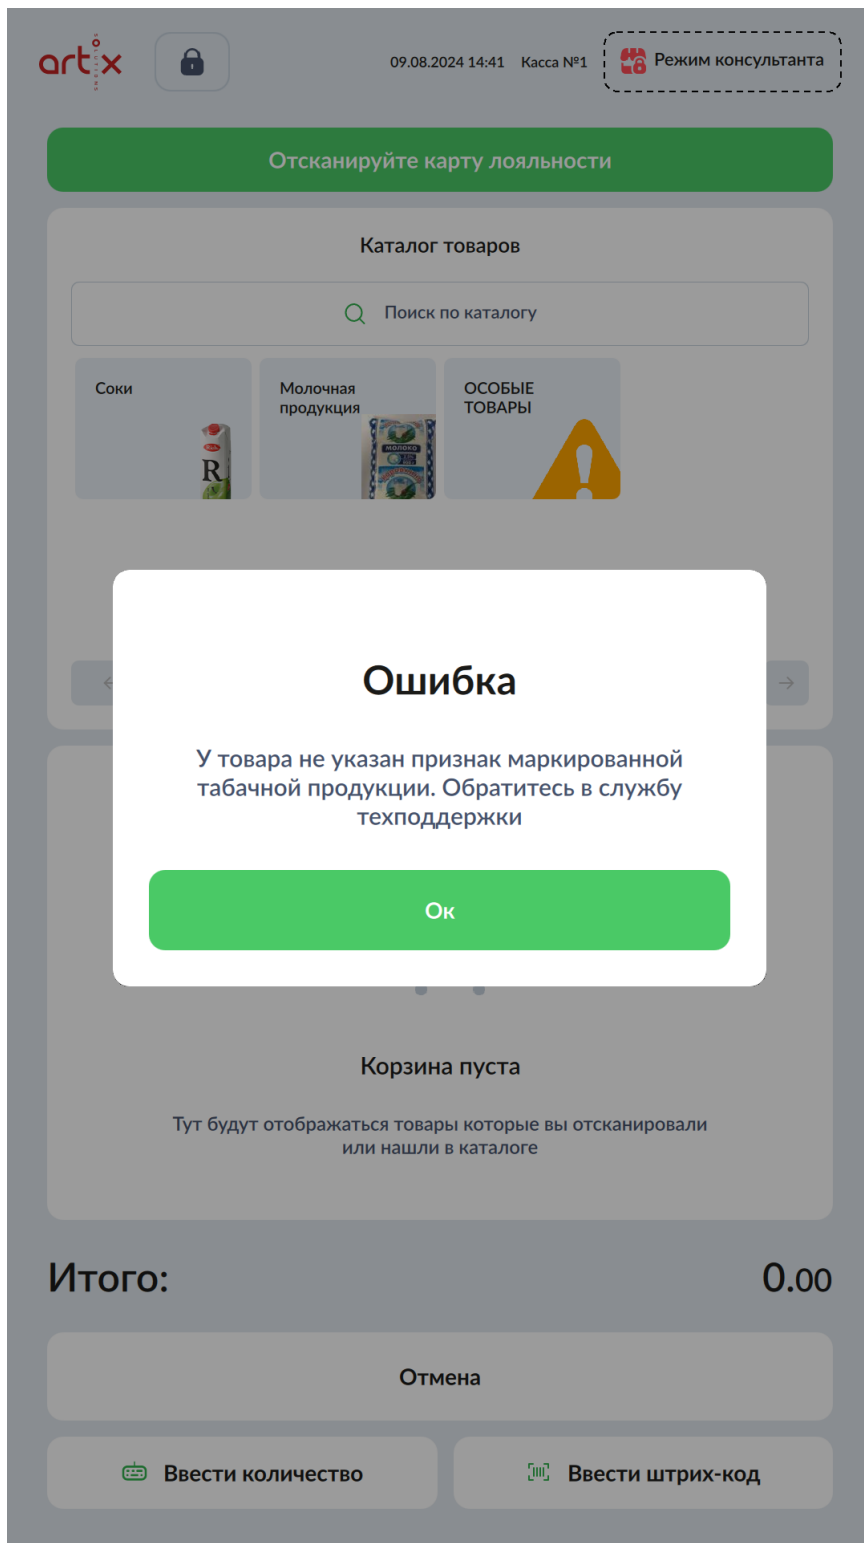 artix
SOLUTIONS
09.08.2024 14:41 Касса №1
Режим консультанта
Отсканируйте карту лояльности
Каталог товаров
Поиск по каталогу
Соки
Молочная
продукция
ОСОБЫЕ
ТОВАРЫ
R
МОЛОКО
Ошибка
У товара не указан признак маркированной
табачной продукции. Обратитесь в службу
техподдержки
Ок
Корзина пуста
Тут будут отображаться товары которые вы отсканировали
или нашли в каталоге
Итого:
0.00
Отмена
Ввести количество
Ввести штрих-код